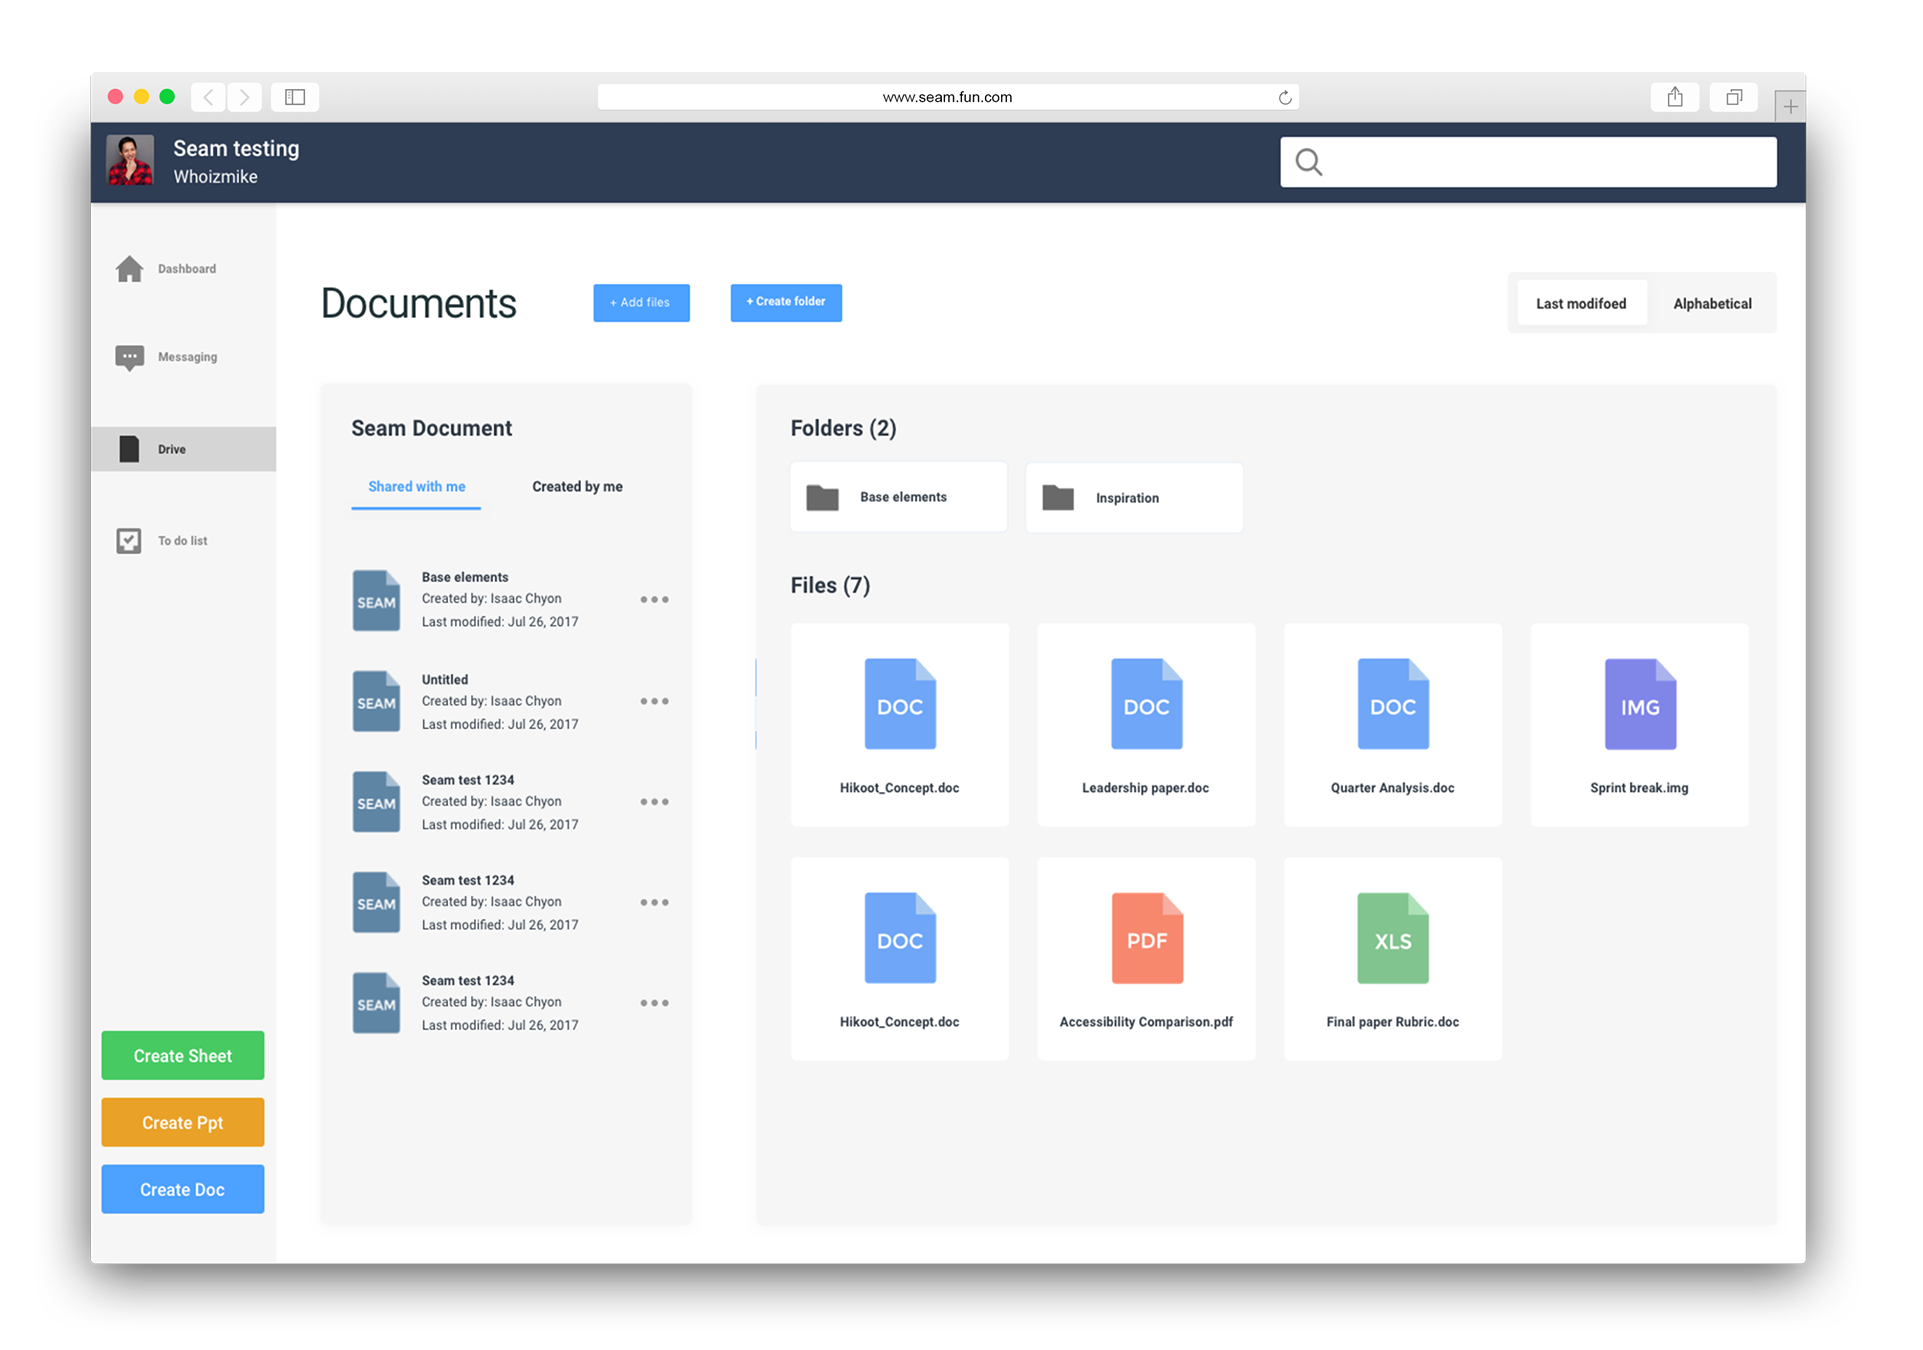 www.seam.fun.com
Seam testing
Whoizmike
Dashboard
Messaging
Drive
To do list
Create Sheet
Create Ppt
Create Doc
Documents
+ Add files
+ Create folder
Last modifoed
Alphabetical
Seam Document
Shared with me
Created by me
SEAM
Base elements
Created by: Isaac Chyon
Last modified: Jul 26, 2017
SEAM
Untitled
Created by: Isaac Chyon
Last modified: Jul 26, 2017
SEAM
Seam test 1234
Created by: Isaac Chyon
Last modified: Jul 26, 2017
SEAM
Seam test 1234
Created by: Isaac Chyon
Last modified: Jul 26, 2017
SEAM
Seam test 1234
Created by: Isaac Chyon
Last modified: Jul 26, 2017
Folders (2)
Base elements
Inspiration
Files (7)
DOC
Hikoot_Concept.doc
DOC
Leadership paper.doc
DOC
Quarter Analysis.doc
IMG
Sprint break.img
DOC
Hikoot_Concept.doc
PDF
Accessibility Comparison.pdf
XLS
Final paper Rubric.doc